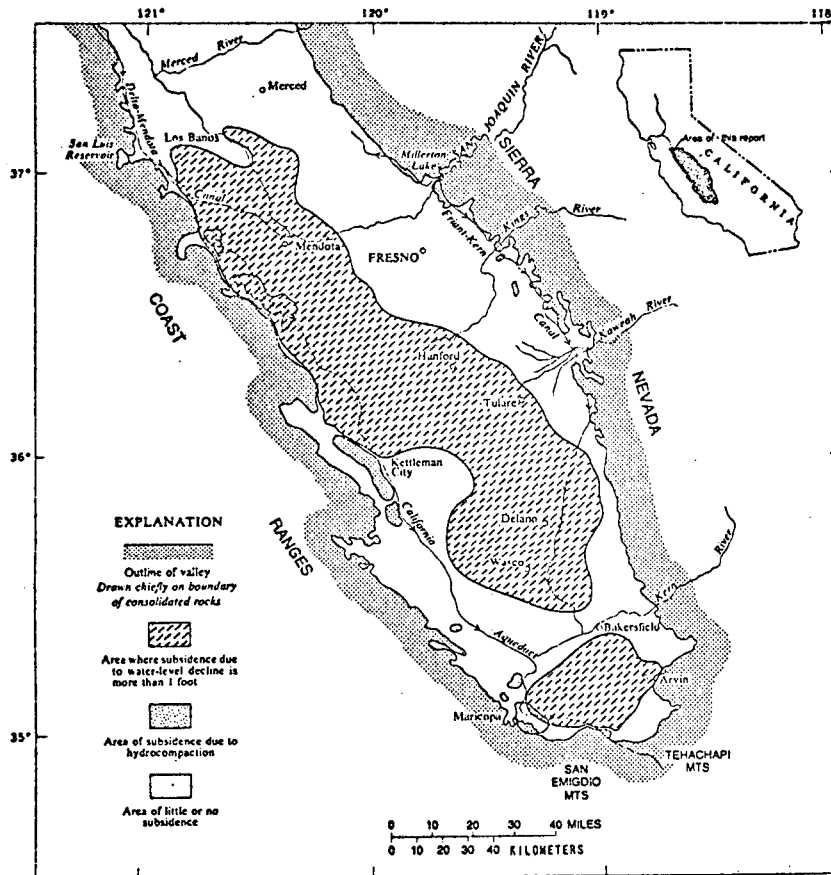 121°
120°
119°
118°
37°
36°
35°
Merced River
Merced
Delta-Mendota
Canal
Los Banos
San Luis
Reservoir
Millerton
Lake
SAN JOAQUIN RIVER
SIERRA
NEVADA
Area of this report
CALIFORNIA
Friant-Kern
Canal
Kings River
Mendota
FRESNO
COAST
RANGES
Kaweah River
Hanford
Tulare
Kettleman
City
California
Aqueduct
Delano
Wasco
Kern River
Bakersfield
Arvin
Maricopa
SAN
EMIGDIO
MTS
TEHACHAPI
MTS
EXPLANATION
Outline of valley
Drawn chiefly on boundary
of consolidated rocks
Area where subsidence due
to water-level decline is
more than 1 foot
Area of subsidence due to
hydrocompaction
Area of little or no
subsidence
0 10 20 30 40 MILES
0 10 20 30 40 KILOMETERS